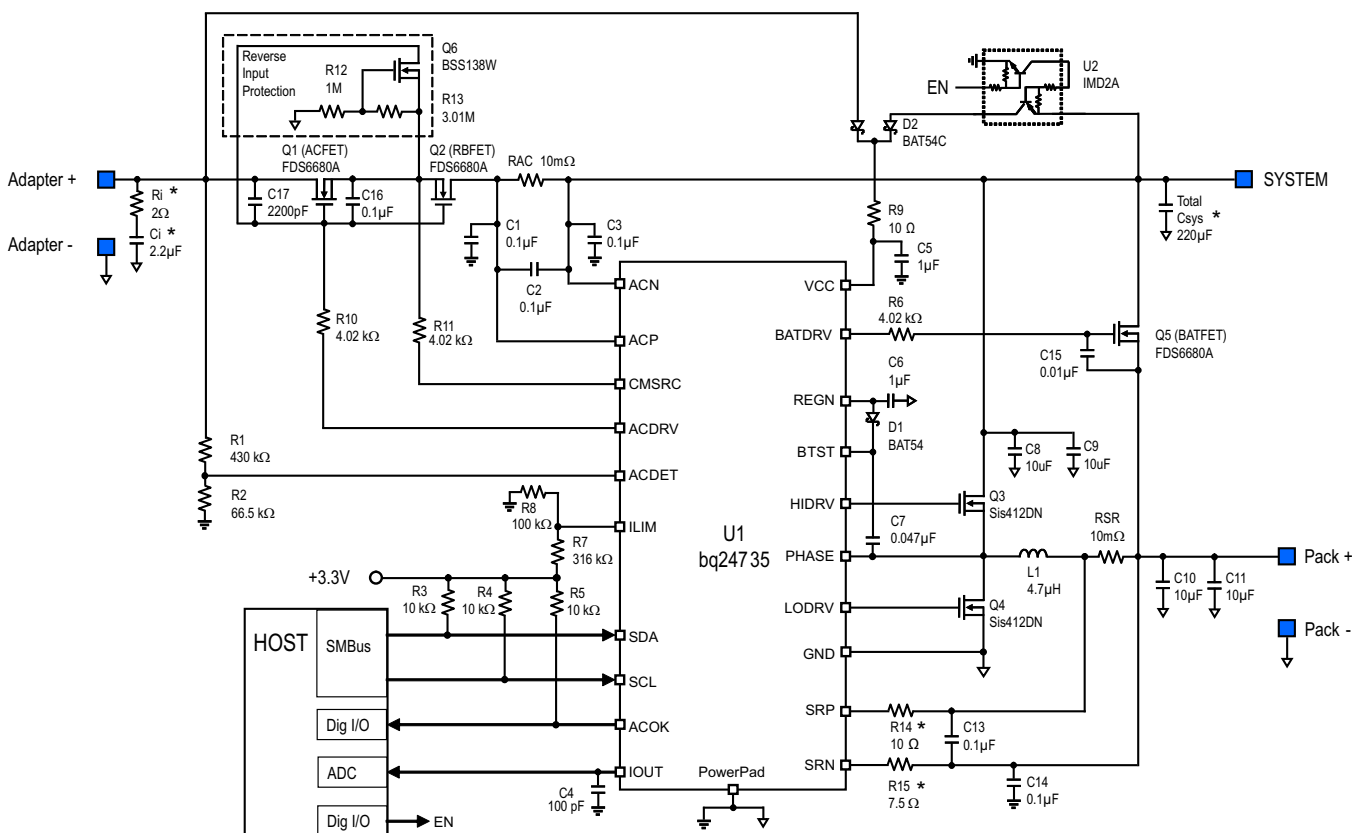 Reverse
Input
Protection
Q6
BSS138W
R12
1M
R13
3.01M
U2
IMD2A
EN
D2
BAT54C
Q1 (ACFET)
FDS6680A
Q2 (RBFET)
FDS6680A
RAC 10mΩ
Adapter +
Ri *
2Ω
Ci *
2.2µF
Adapter -
C17
2200pF
C16
0.1µF
C1
0.1µF
C3
0.1µF
C2
0.1µF
R9
10 Ω
C5
1µF
SYSTEM
Total
Csys *
220µF
R10
4.02 kΩ
R11
4.02 kΩ
ACN
ACP
CMSRC
ACDRV
ACDET
ILIM
SDA
SCL
ACOK
IOUT
VCC
BATDRV
REGN
BTST
HIDRV
PHASE
LODRV
GND
SRP
SRN
PowerPad
U1
bq24735
R6
4.02 kΩ
Q5 (BATFET)
FDS6680A
C15
0.01µF
C6
1µF
D1
BAT54
R1
430 kΩ
R2
66.5 kΩ
R8
100 kΩ
R7
316 kΩ
C8
10uF
C9
10uF
Q3
Sis412DN
C7
0.047µF
RSR
10mΩ
L1
4.7µH
Q4
Sis412DN
C10
10µF
C11
10µF
Pack +
Pack -
+3.3V
R3
10 kΩ
R4
10 kΩ
R5
10 kΩ
HOST
SMBus
Dig I/O
ADC
Dig I/O
EN
C4
100 pF
R14 *
10 Ω
C13
0.1µF
R15 *
7.5 Ω
C14
0.1µF